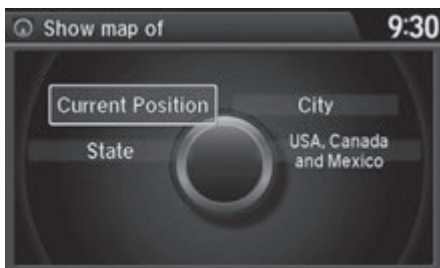 Show map of
9:30
Current Position
City
State
USA, Canada
and Mexico